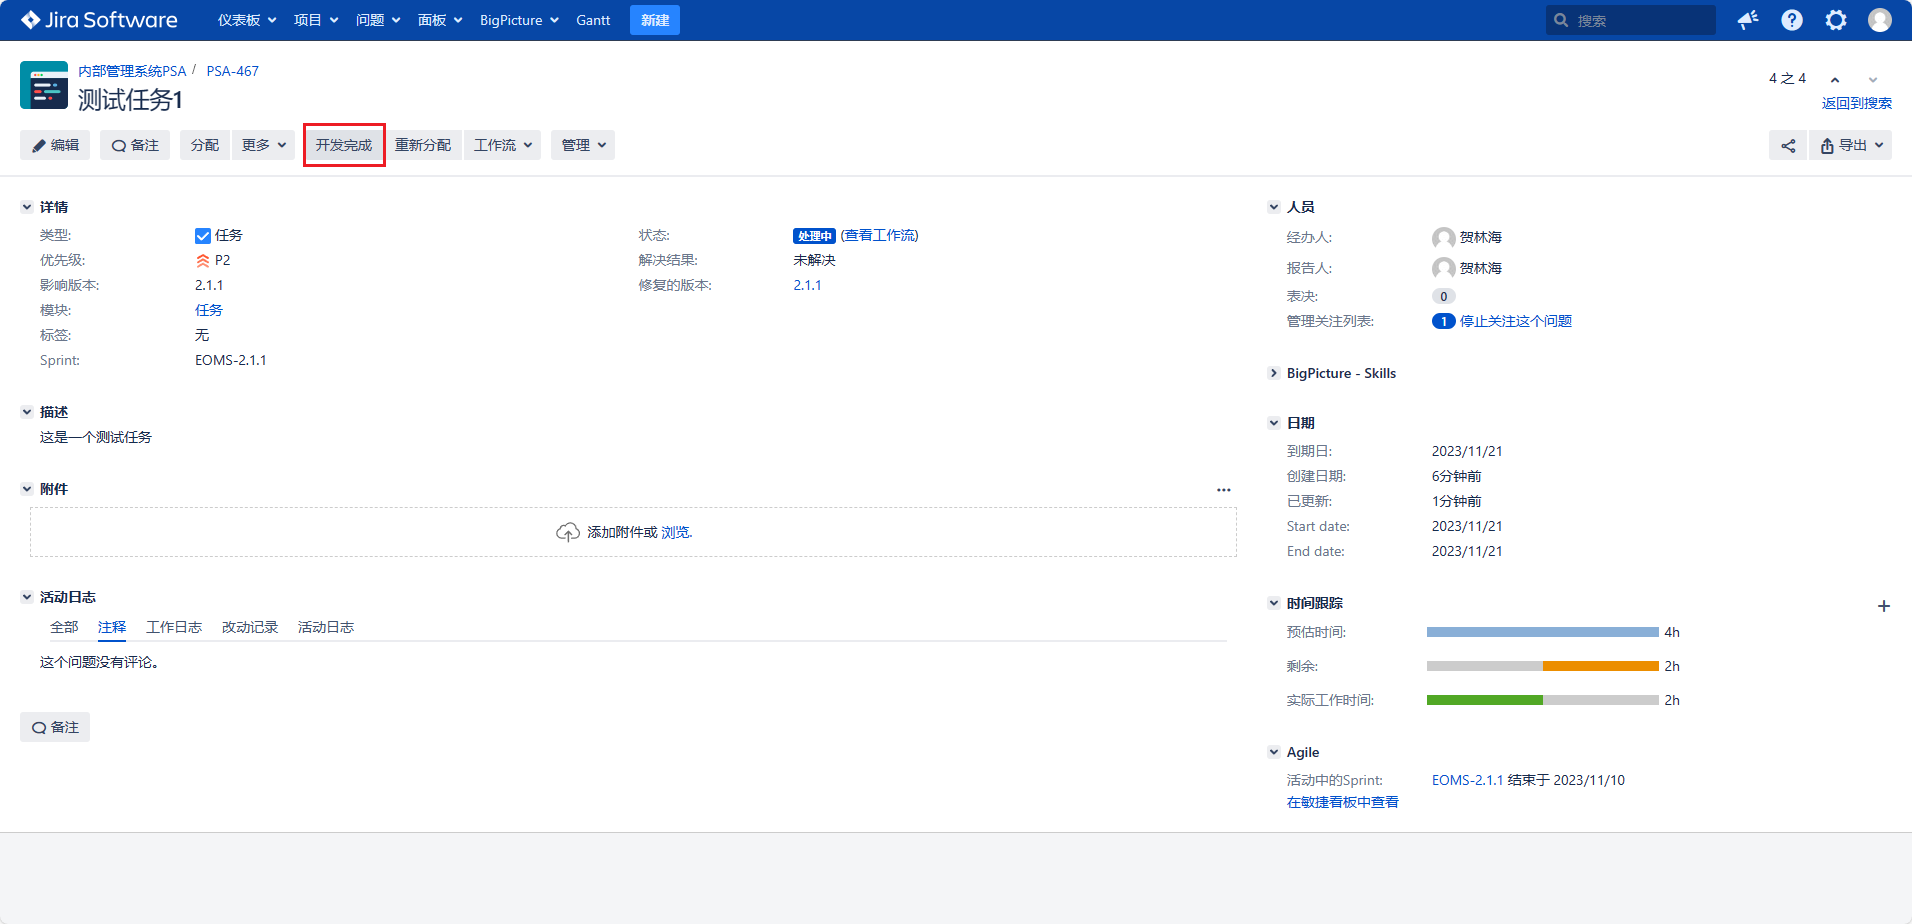 Jira Software 仪表板 项目 问题 面板 BigPicture Gantt 新建 搜索
内部管理系统PSA / PSA-467
测试任务1
4 之 4
返回到搜索
编辑 备注 分配 更多 开发完成 重新分配 工作流 管理 导出
详情
类型: 任务
优先级: P2
影响版本: 2.1.1
模块: 任务
标签: 无
Sprint: EOMS-2.1.1
状态: 处理中 (查看工作流)
解决结果: 未解决
修复的版本: 2.1.1
描述
这是一个测试任务
附件
添加附件或 浏览.
活动日志
全部 注释 工作日志 改动记录 活动日志
这个问题没有评论。
备注
人员
经办人: 贺林海
报告人: 贺林海
表决: 0
管理关注列表: 1 停止关注这个问题
BigPicture - Skills
日期
到期日: 2023/11/21
创建日期: 6分钟前
已更新: 1分钟前
Start date: 2023/11/21
End date: 2023/11/21
时间跟踪
预估时间: 4h
剩余: 2h
实际工作时间: 2h
Agile
活动中的Sprint: EOMS-2.1.1 结束于 2023/11/10
在敏捷看板中查看